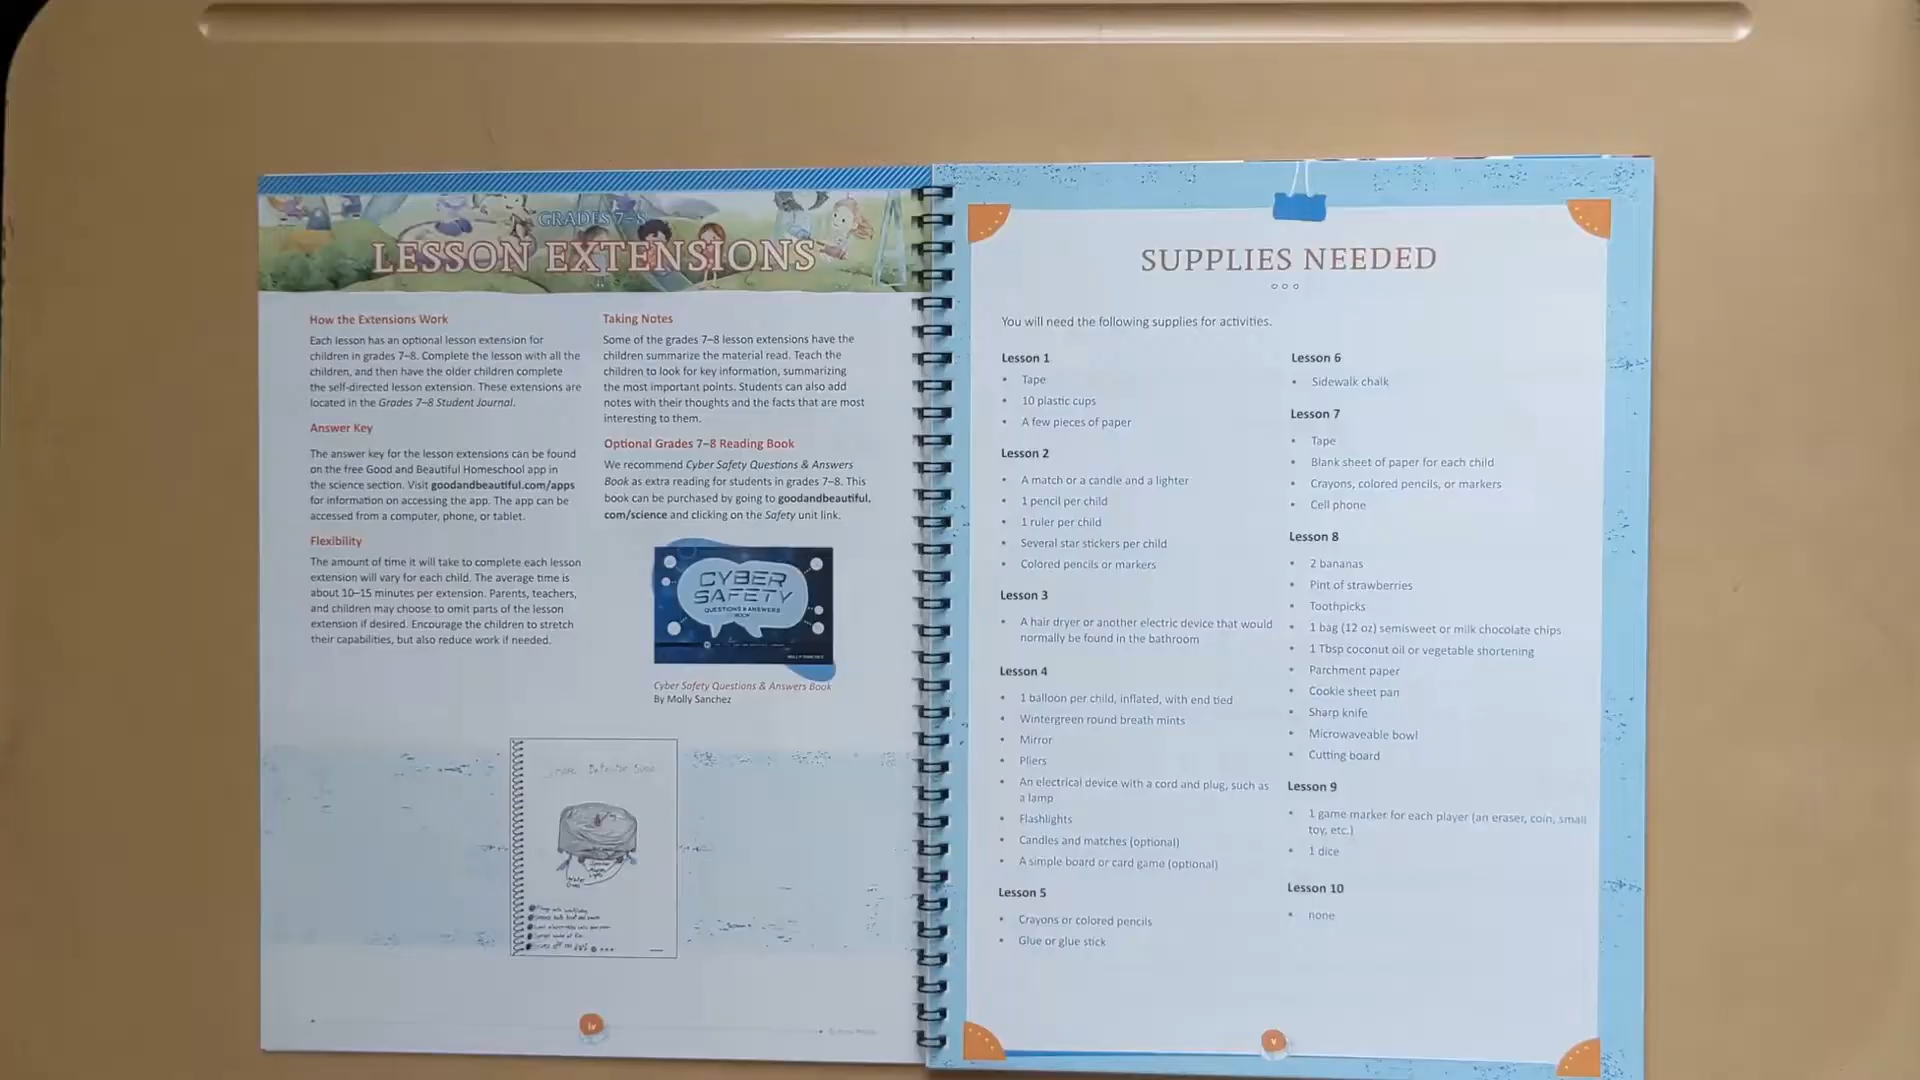 GRADES 7–8
LESSON EXTENSIONS
How the Extensions Work
Each lesson has an optional lesson extension for
children in grades 7–8. Complete the lesson with all the
children, and then have the older children complete
the self-directed lesson extension. These extensions are
located in the Grades 7–8 Student Journal.
Answer Key
The answer key for the lesson extensions can be found
on the free Good and Beautiful Homeschool app in
the science section. Visit goodandbeautiful.com/apps
for information on accessing the app. The app can be
accessed from a computer, phone, or tablet.
Flexibility
The amount of time it will take to complete each lesson
extension will vary for each child. The average time is
about 10–15 minutes per extension. Parents, teachers,
and children may choose to omit parts of the lesson
extension if desired. Encourage the children to stretch
their capabilities, but also reduce work if needed.
Taking Notes
Some of the grades 7–8 lesson extensions have the
children summarize the material read. Teach the
children to look for key information, summarizing
the most important points. Students can also add
notes with their thoughts and the facts that are most
interesting to them.
Optional Grades 7–8 Reading Book
We recommend Cyber Safety Questions & Answers
Book as extra reading for students in grades 7–8. This
book can be purchased by going to goodandbeautiful.
com/science and clicking on the Safety unit link.
CYBER
SAFETY
QUESTIONS & ANSWERS
BOOK
MOLLY SANCHEZ
Cyber Safety Questions & Answers Book
By Molly Sanchez
iv
SUPPLIES NEEDED
You will need the following supplies for activities.
Lesson 1
• Tape
• 10 plastic cups
• A few pieces of paper
Lesson 2
• A match or a candle and a lighter
• 1 pencil per child
• 1 ruler per child
• Several star stickers per child
• Colored pencils or markers
Lesson 3
• A hair dryer or another electric device that would
normally be found in the bathroom
Lesson 4
• 1 balloon per child, inflated, with end tied
• Wintergreen round breath mints
• Mirror
• Pliers
• An electrical device with a cord and plug, such as
a lamp
• Flashlights
• Candles and matches (optional)
• A simple board or card game (optional)
Lesson 5
• Crayons or colored pencils
• Glue or glue stick
Lesson 6
• Sidewalk chalk
Lesson 7
• Tape
• Blank sheet of paper for each child
• Crayons, colored pencils, or markers
• Cell phone
Lesson 8
• 2 bananas
• Pint of strawberries
• Toothpicks
• 1 bag (12 oz) semisweet or milk chocolate chips
• 1 Tbsp coconut oil or vegetable shortening
• Parchment paper
• Cookie sheet pan
• Sharp knife
• Microwaveable bowl
• Cutting board
Lesson 9
• 1 game marker for each player (an eraser, coin, small
toy, etc.)
• 1 dice
Lesson 10
• none
v